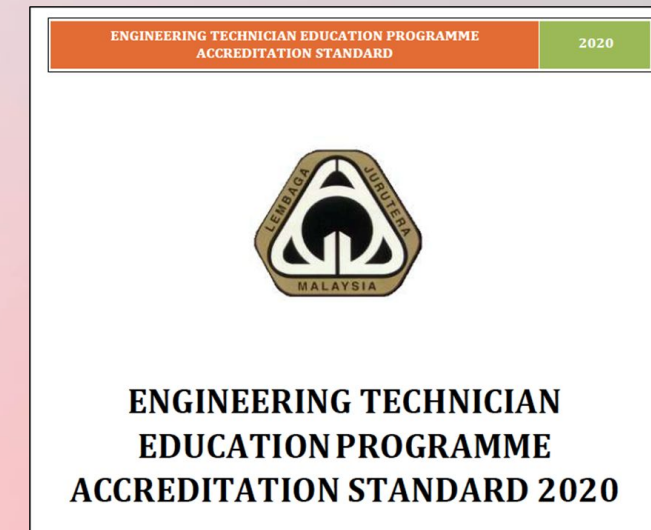 ENGINEERING TECHNICIAN EDUCATION PROGRAMME
ACCREDITATION STANDARD
2020
LEMBAGA JURUTERA
MALAYSIA
ENGINEERING TECHNICIAN
EDUCATION PROGRAMME
ACCREDITATION STANDARD 2020